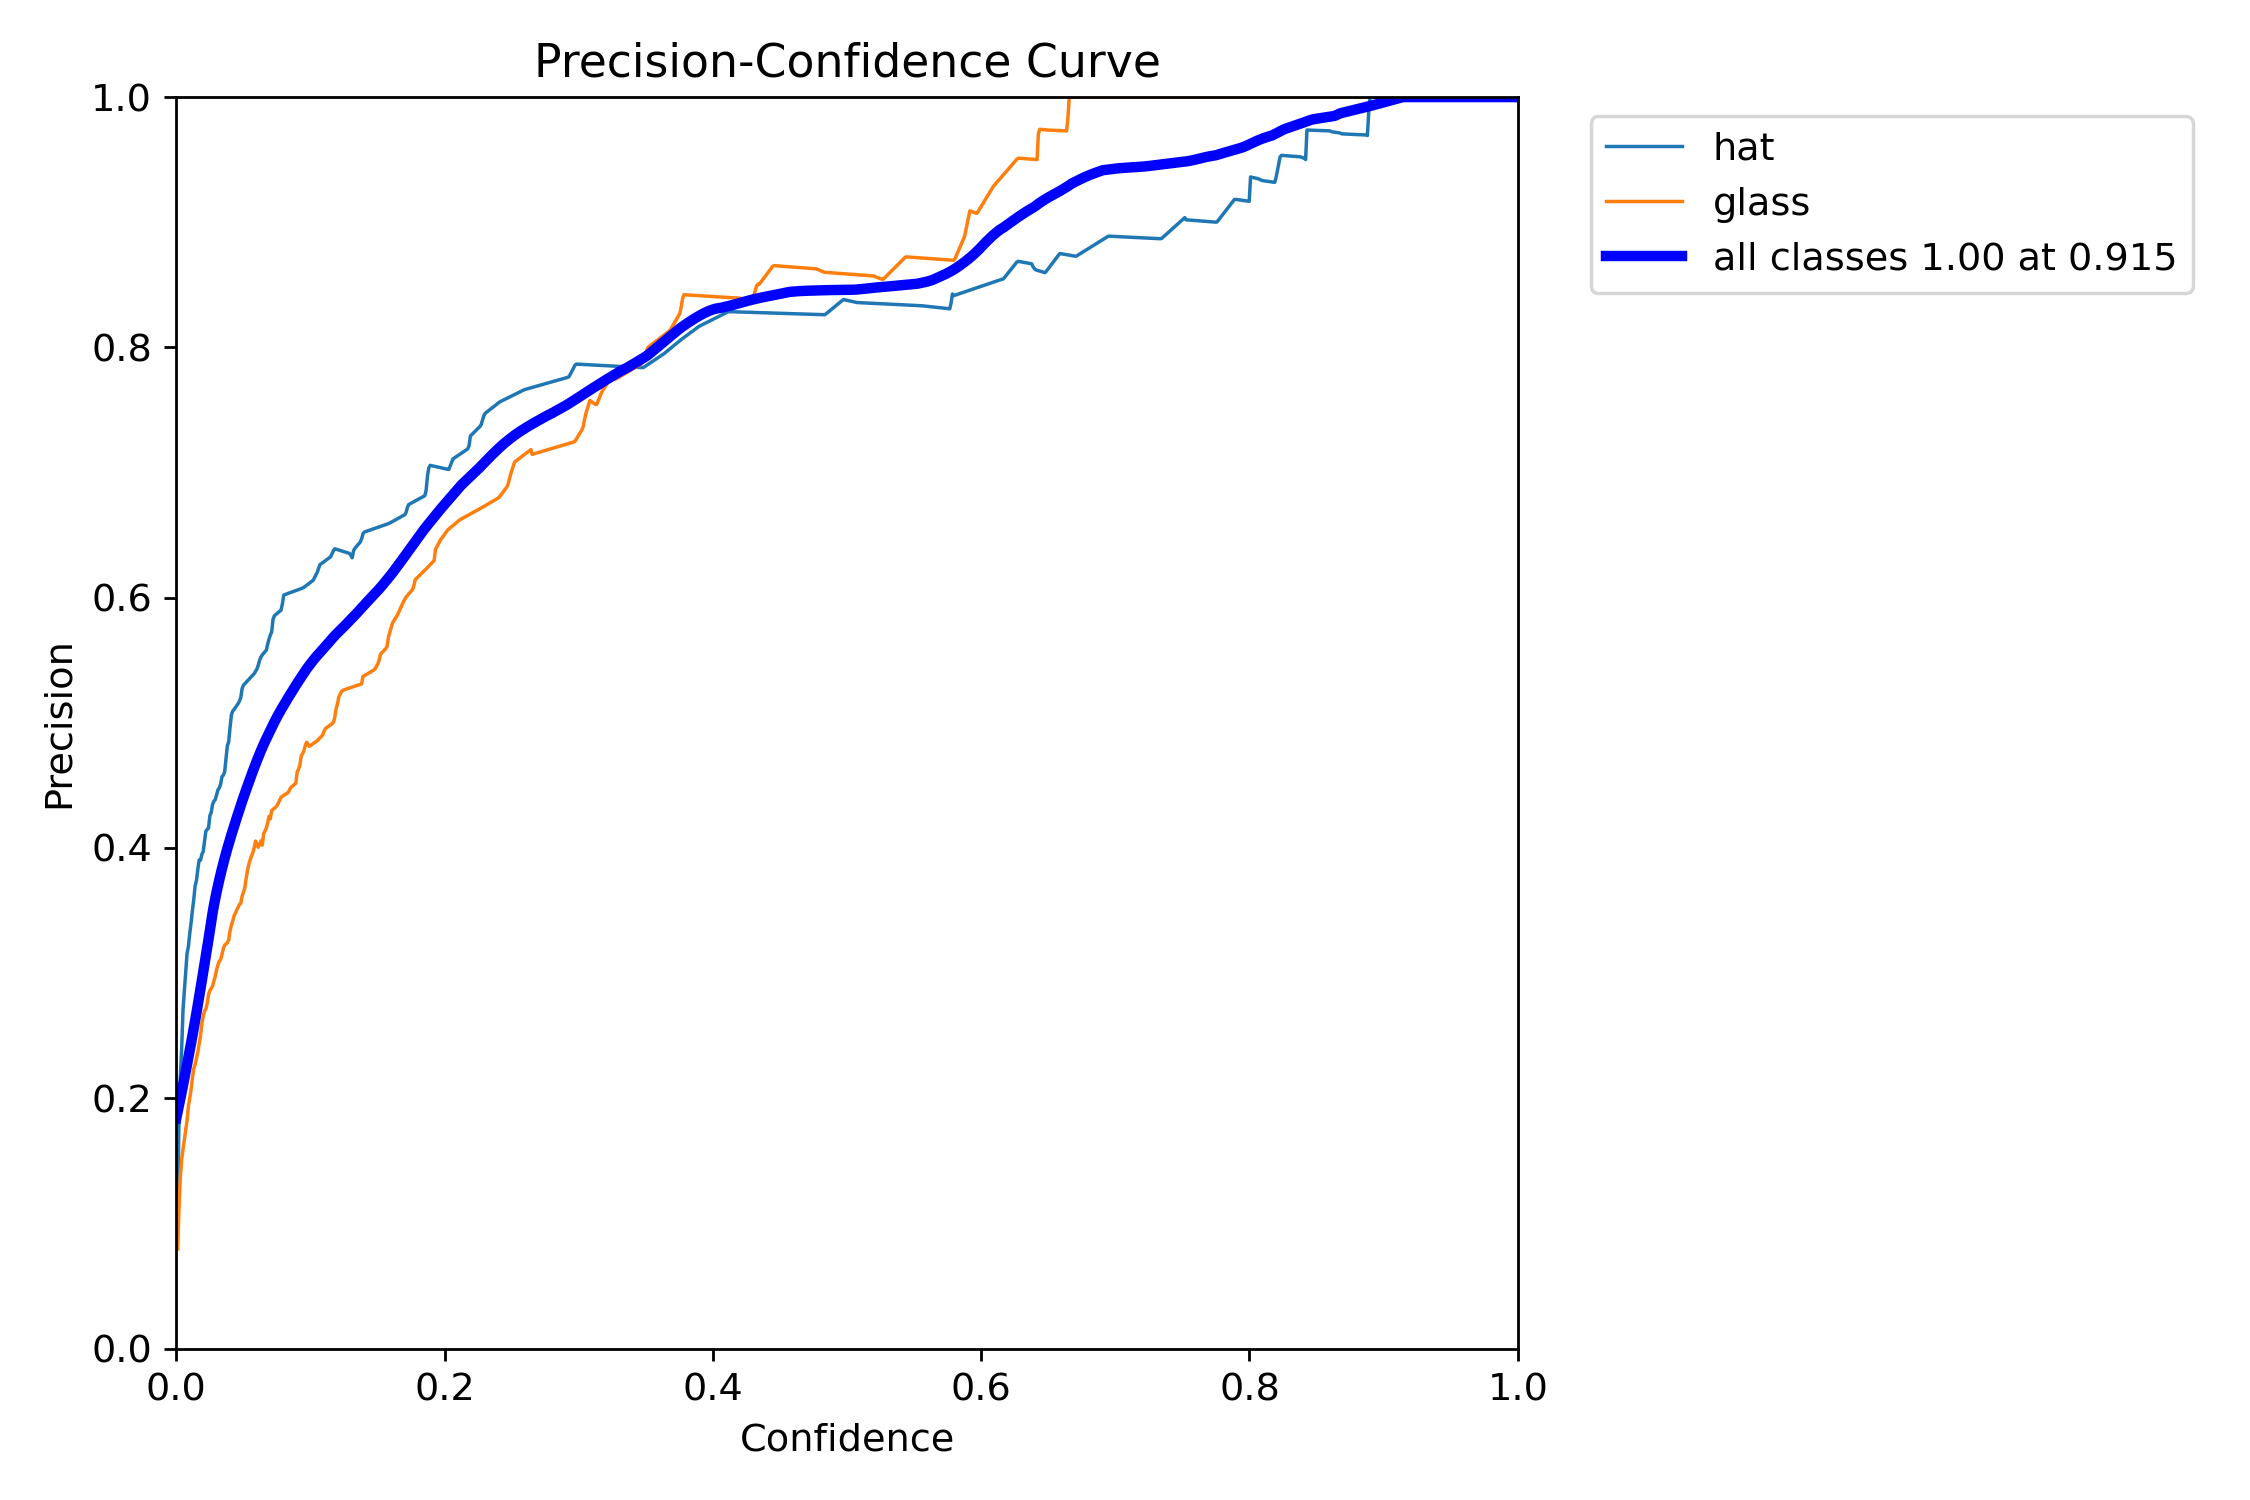 Precision-Confidence Curve
1.0
0.8
0.6
0.4
0.2
0.0
Precision
0.0 0.2 0.4 0.6 0.8 1.0
Confidence
hat
glass
all classes 1.00 at 0.915